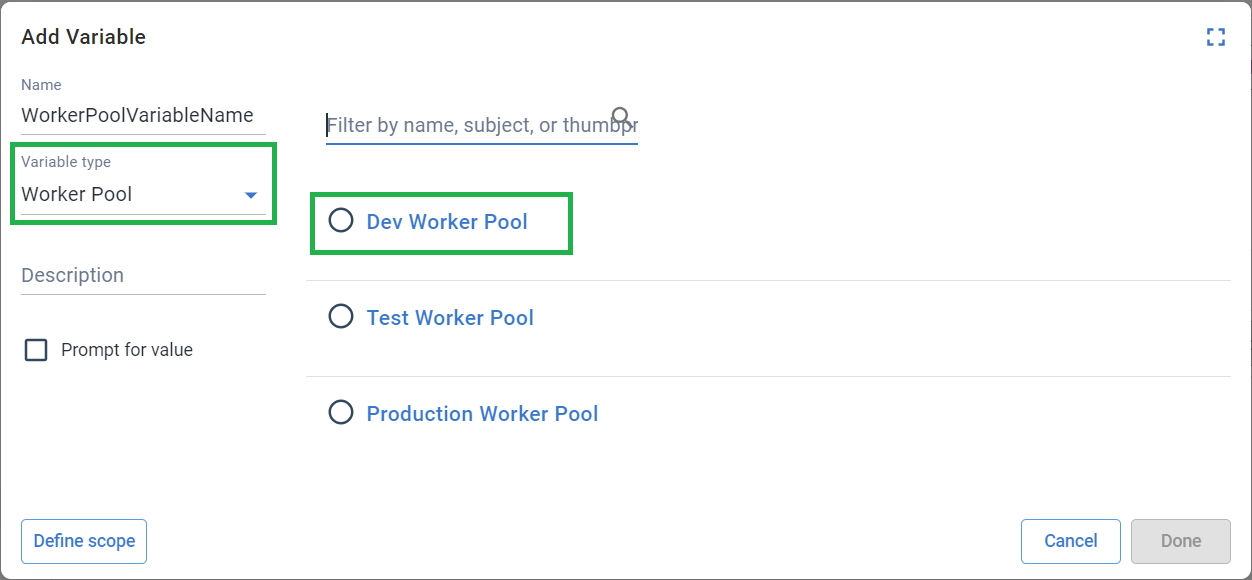 Add Variable
Name
WorkerPoolVariableName
Variable type
Worker Pool
Description
Prompt for value
Filter by name, subject, or thumbpr
Dev Worker Pool
Test Worker Pool
Production Worker Pool
Define scope
Cancel
Done